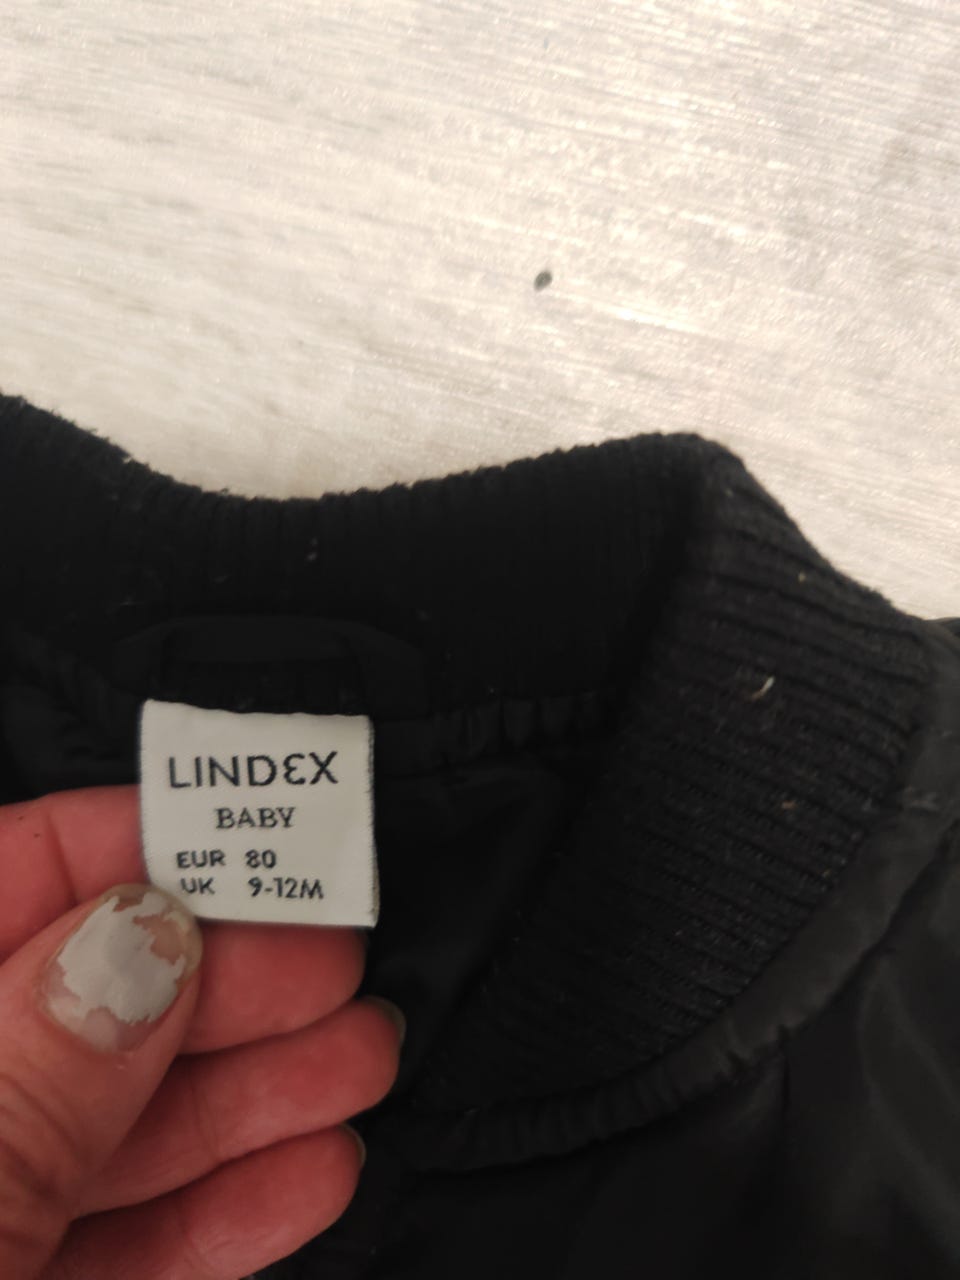 LINDEX
BABY
EUR 80
UK 9-12M